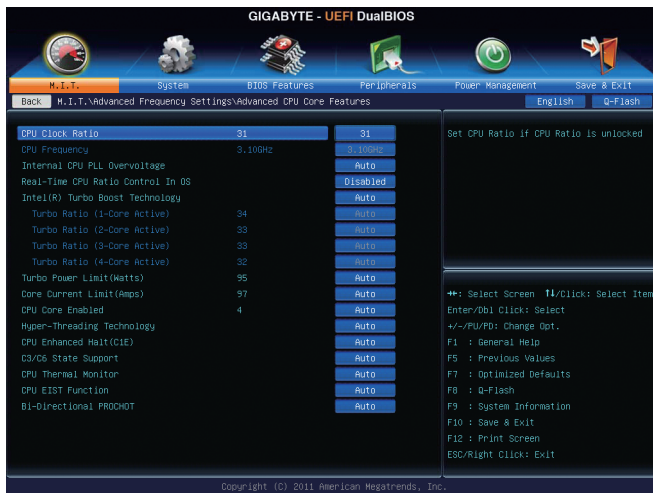 GIGABYTE - UEFI DualBIOS
M.I.T. System BIOS Features Peripherals Power Management Save & Exit
Back M.I.T.\Advanced Frequency Settings\Advanced CPU Core Features English Q-Flash
CPU Clock Ratio 31 31
CPU Frequency 3.10GHz 3.10GHz
Internal CPU PLL Overvoltage Auto
Real-Time CPU Ratio Control In OS Disabled
Intel(R) Turbo Boost Technology Auto
Turbo Ratio (1-Core Active) 34 Auto
Turbo Ratio (2-Core Active) 33 Auto
Turbo Ratio (3-Core Active) 33 Auto
Turbo Ratio (4-Core Active) 32 Auto
Turbo Power Limit(Watts) 95 Auto
Core Current Limit(Amps) 97 Auto
CPU Core Enabled 4 Auto
Hyper-Threading Technology Auto
CPU Enhanced Halt(C1E) Auto
C3/C6 State Support Auto
CPU Thermal Monitor Auto
CPU EIST Function Auto
Bi-Directional PROCHOT Auto
Set CPU Ratio if CPU Ratio is unlocked
→←: Select Screen ↑↓/Click: Select Item
Enter/Dbl Click: Select
+/-/PU/PD: Change Opt.
F1 : General Help
F5 : Previous Values
F7 : Optimized Defaults
F8 : Q-Flash
F9 : System Information
F10 : Save & Exit
F12 : Print Screen
ESC/Right Click: Exit
Copyright (C) 2011 American Megatrends, Inc.